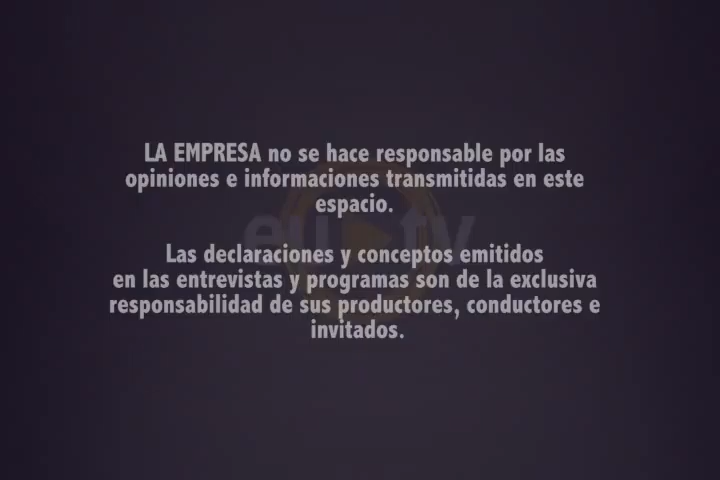 LA EMPRESA no se hace responsable por las
opiniones e informaciones transmitidas en este
espacio.
Las declaraciones y conceptos emitidos
en las entrevistas y programas son de la exclusiva
responsabilidad de sus productores, conductores e
invitados.